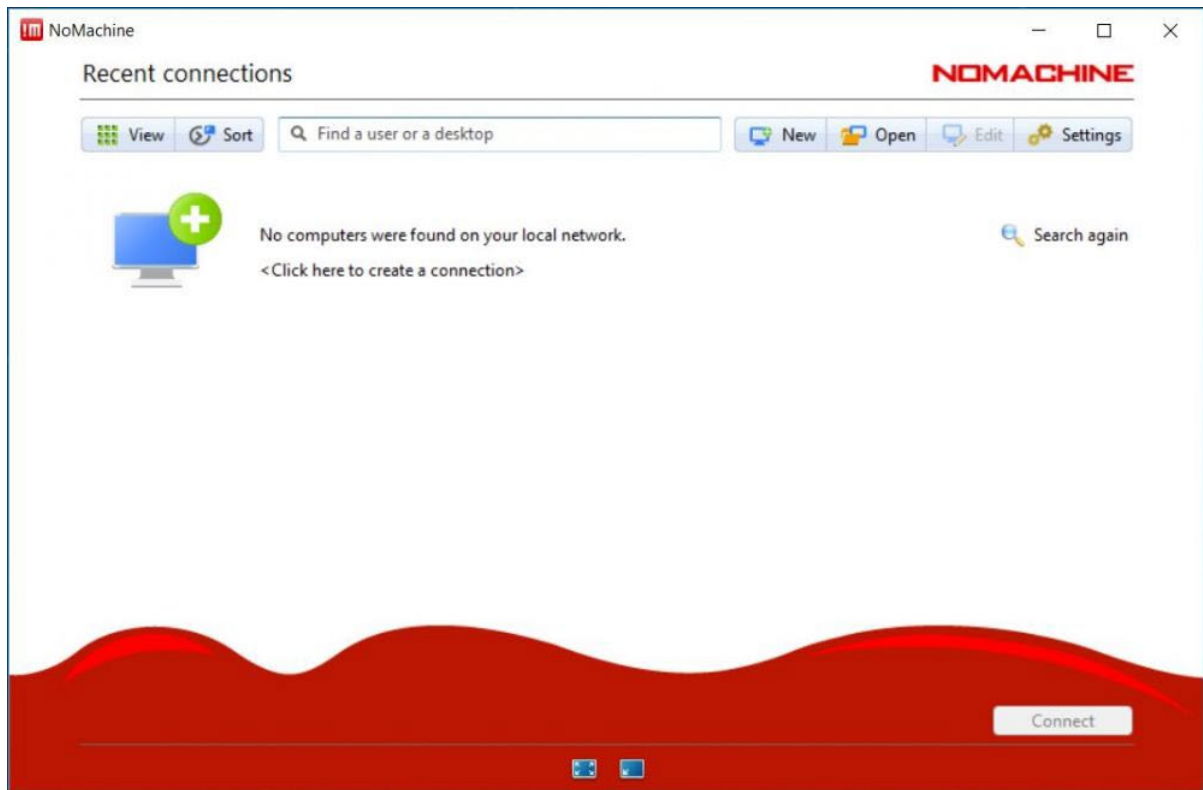 NoMachine
Recent connections
NOMACHINE
View Sort Find a user or a desktop New Open Edit Settings
No computers were found on your local network.
Search again
<Click here to create a connection>
Connect